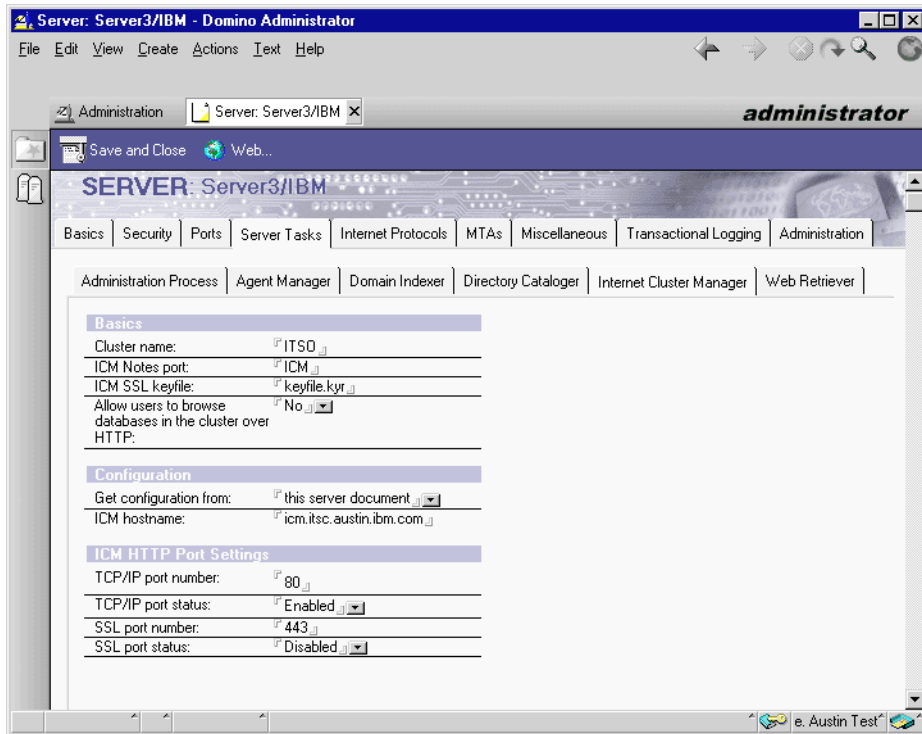 Server: Server3/IBM - Domino Administrator
File Edit View Create Actions Text Help
Administration Server: Server3/IBM
administrator
Save and Close Web...
SERVER: Server3/IBM
Basics Security Ports Server Tasks Internet Protocols MTAs Miscellaneous Transactional Logging Administration
Administration Process Agent Manager Domain Indexer Directory Cataloger Internet Cluster Manager Web Retriever
Basics
Cluster name: ITSO
ICM Notes port: ICM
ICM SSL keyfile: keyfile.kyr
Allow users to browse No
databases in the cluster over
HTTP:
Configuration
Get configuration from: this server document
ICM hostname: icm.itsc.austin.ibm.com
ICM HTTP Port Settings
TCP/IP port number: 80
TCP/IP port status: Enabled
SSL port number: 443
SSL port status: Disabled
e. Austin Test